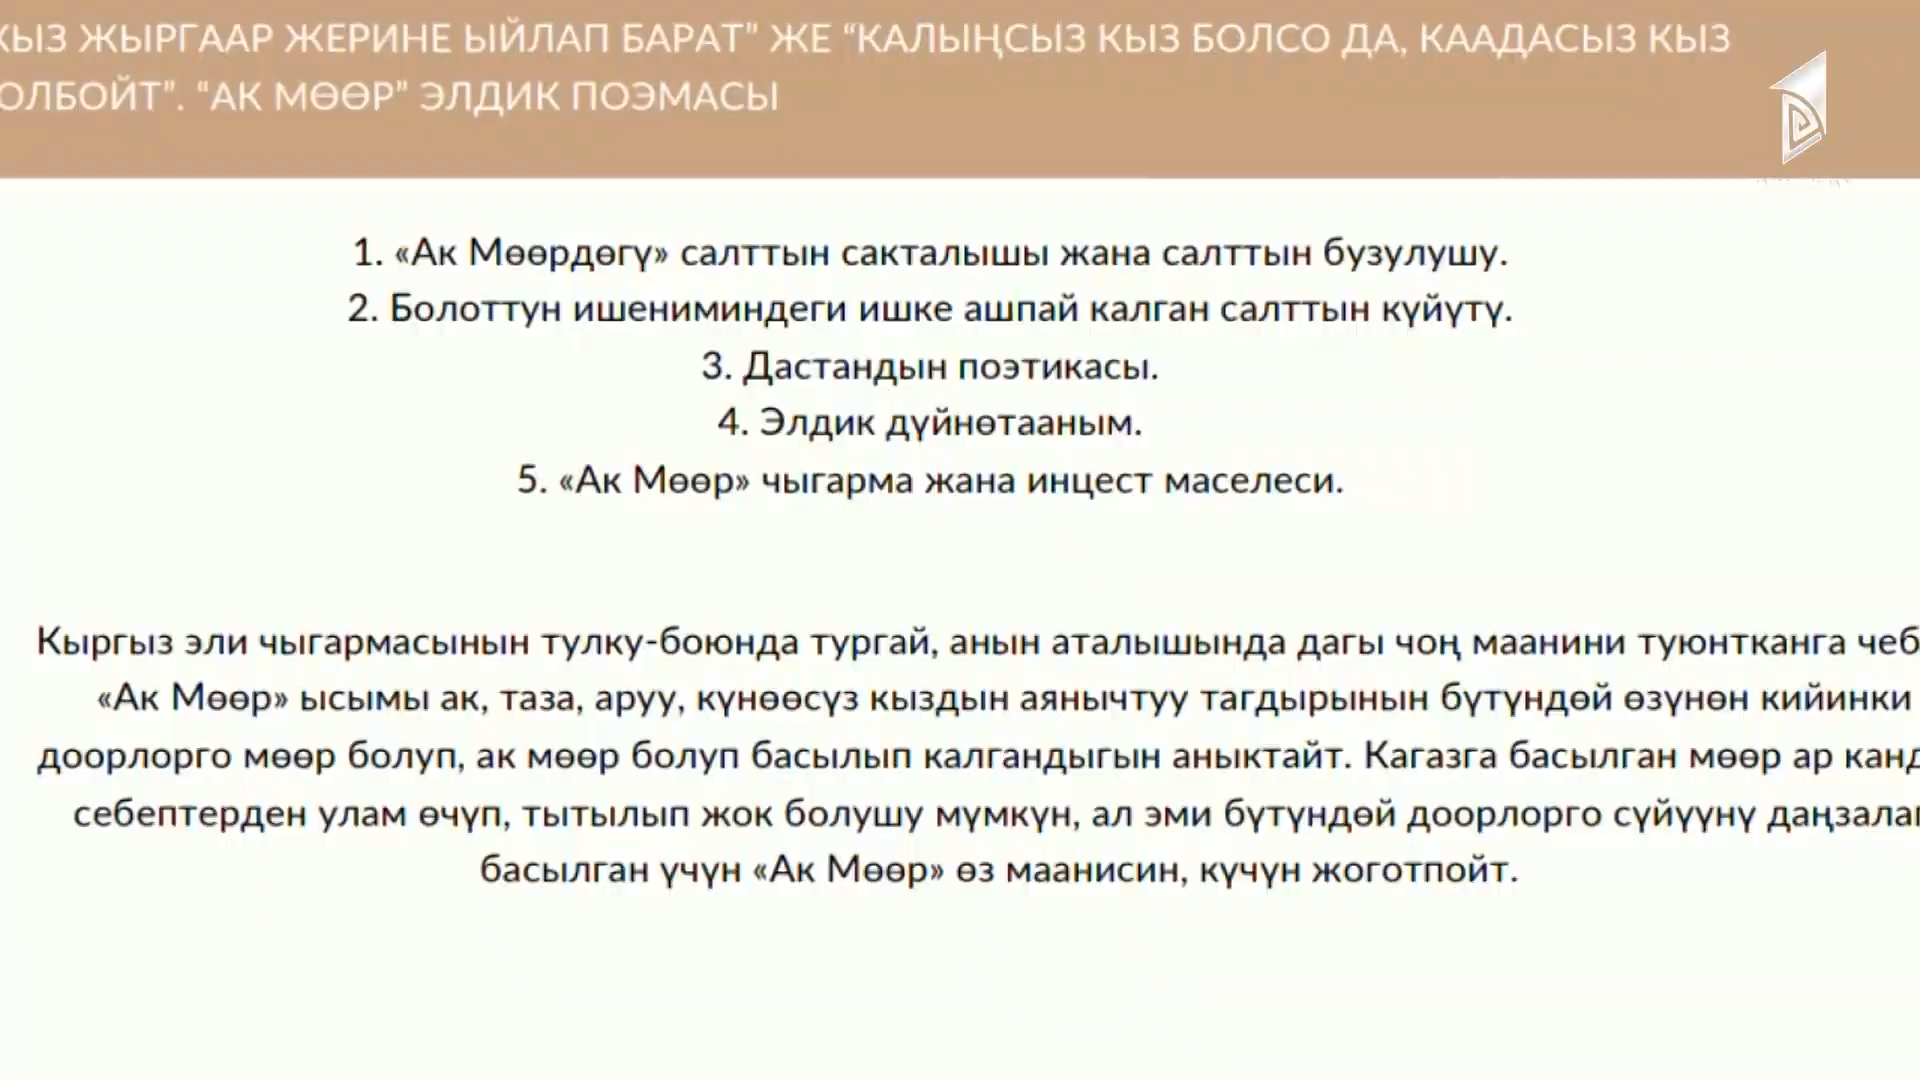 КЫЗ ЖЫРГААР ЖЕРИНЕ ЫЙЛАП БАРАТ” ЖЕ “КАЛЫҢСЫЗ КЫЗ БОЛСО ДА, КААДАСЫЗ КЫЗ
ОЛБОЙТ”. “АК МӨӨР” ЭЛДИК ПОЭМАСЫ
1. «Ак Мөөрдөгү» салттын сакталышы жана салттын бузулушу.
2. Болоттун ишениминдеги ишке ашпай калган салттын күйүтү.
3. Дастандын поэтикасы.
4. Элдик дүйнөтааным.
5. «Ак Мөөр» чыгарма жана инцест маселеси.
Кыргыз эли чыгармасынын тулку-боюнда тургай, анын аталышында дагы чоң маанини туюнтканга чеб
«Ак Мөөр» ысымы ак, таза, аруу, күнөөсүз кыздын аянычтуу тагдырынын бүтүндөй өзүнөн кийинки
доорлорго мөөр болуп, ак мөөр болуп басылып калгандыгын аныктайт. Кагазга басылган мөөр ар канд
себептерден улам өчүп, тытылып жок болушу мүмкүн, ал эми бүтүндөй доорлорго сүйүүнү даңзалап
басылган үчүн «Ак Мөөр» өз маанисин, күчүн жоготпойт.